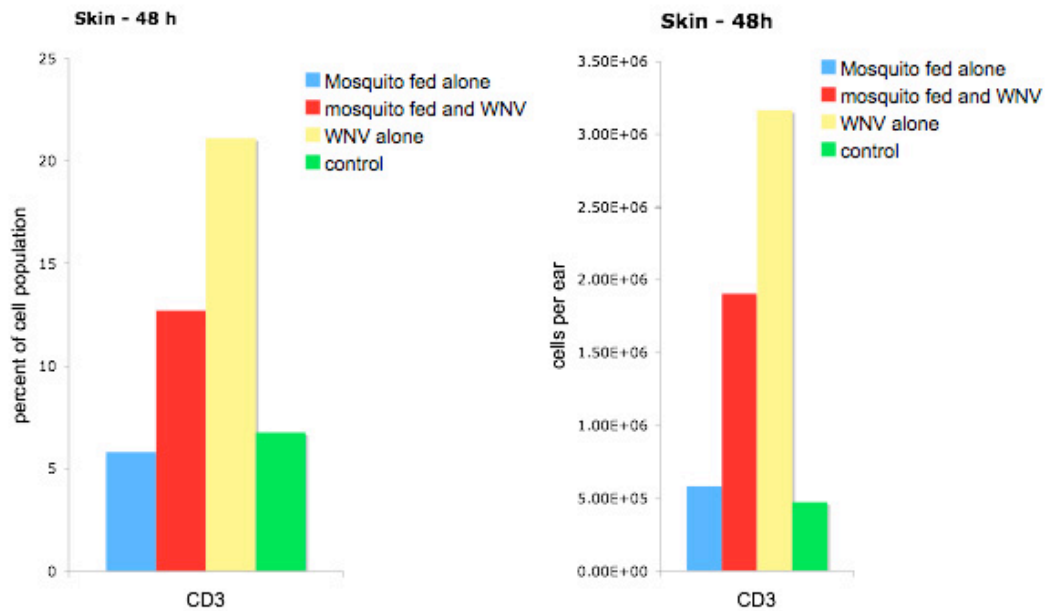 Skin - 48 h
25
20
15
10
5
0
percent of cell population
CD3
Mosquito fed alone
mosquito fed and WNV
WNV alone
control
Skin - 48h
3.50E+06
3.00E+06
2.50E+06
2.00E+06
1.50E+06
1.00E+06
5.00E+05
0.00E+00
cells per ear
CD3
Mosquito fed alone
mosquito fed and WNV
WNV alone
control